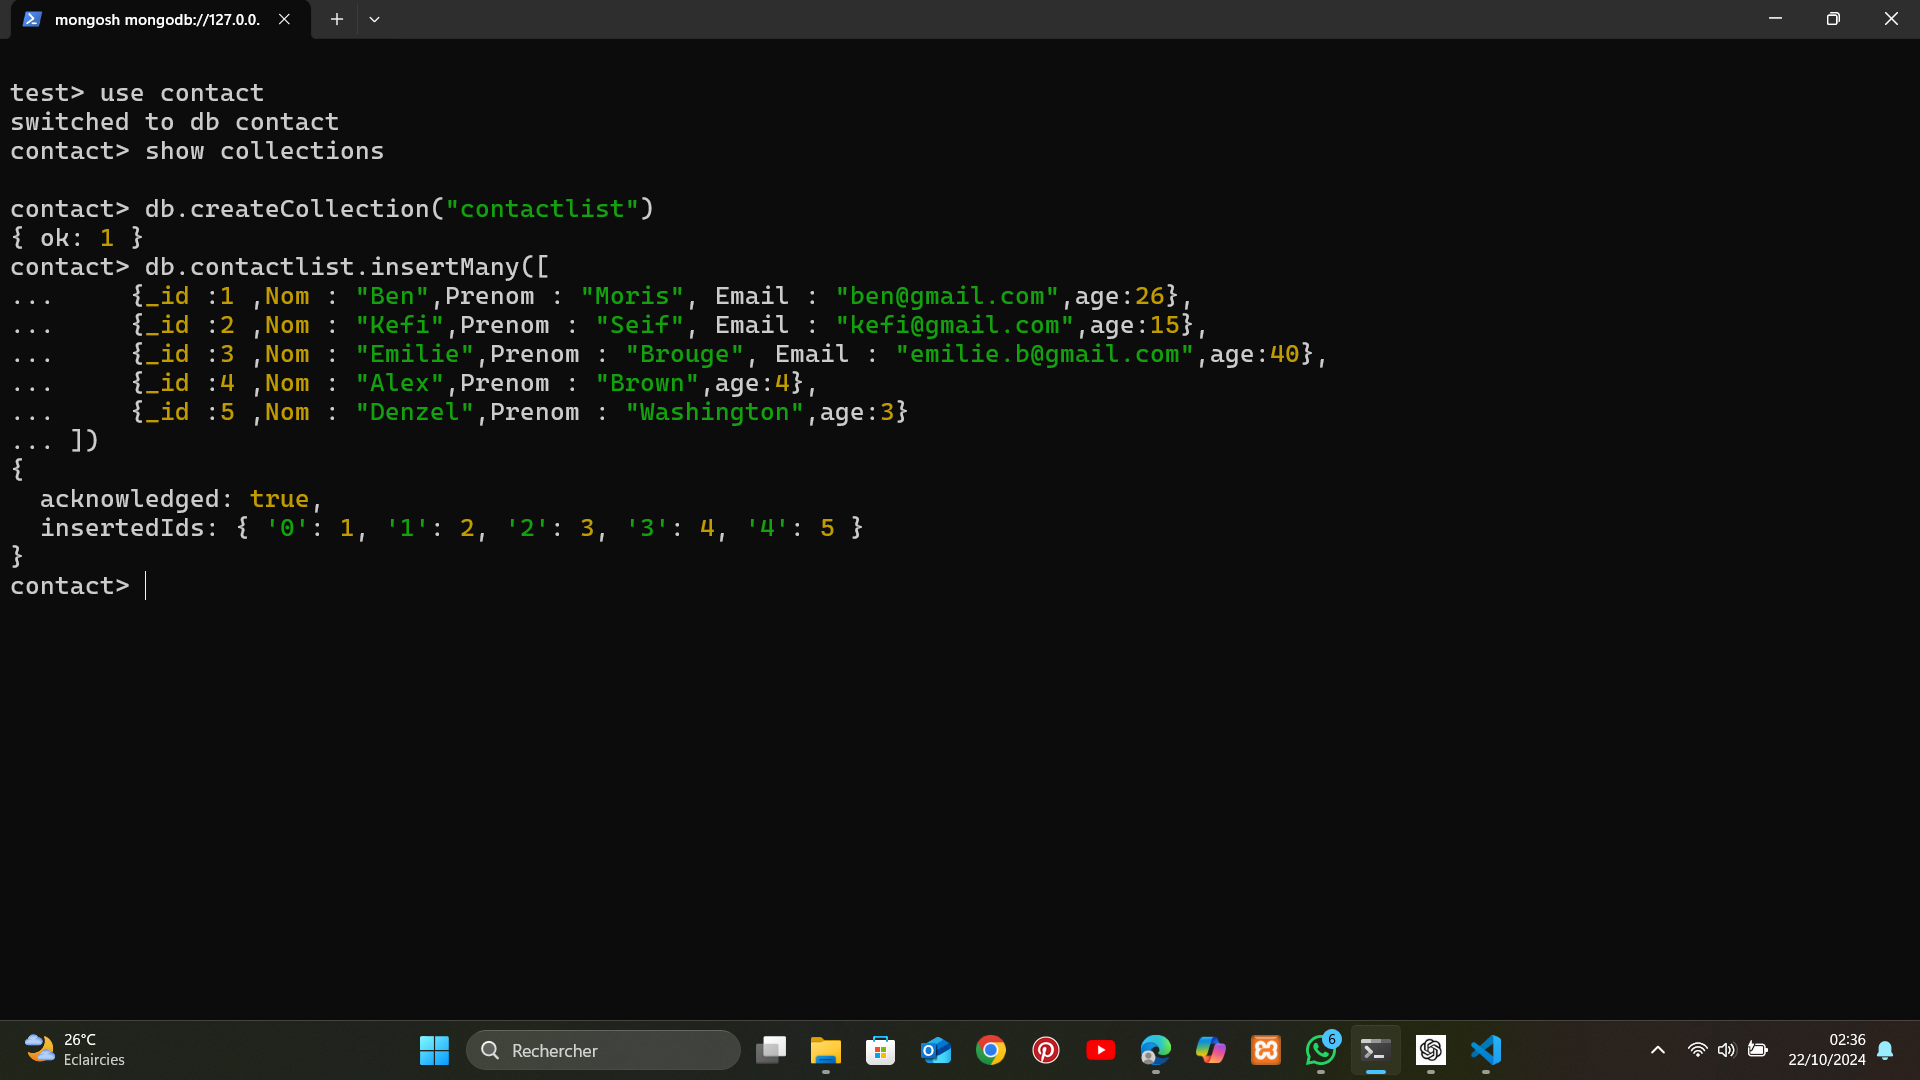 mongosh mongodb://127.0.0.
test> use contact
switched to db contact
contact> show collections
contact> db.createCollection("contactlist")
{ ok: 1 }
contact> db.contactlist.insertMany([
...     {_id :1 ,Nom : "Ben",Prenom : "Moris", Email : "ben@gmail.com",age:26},
...     {_id :2 ,Nom : "Kefi",Prenom : "Seif", Email : "kefi@gmail.com",age:15},
...     {_id :3 ,Nom : "Emilie",Prenom : "Brouge", Email : "emilie.b@gmail.com",age:40},
...     {_id :4 ,Nom : "Alex",Prenom : "Brown",age:4},
...     {_id :5 ,Nom : "Denzel",Prenom : "Washington",age:3}
... ])
{
  acknowledged: true,
  insertedIds: { '0': 1, '1': 2, '2': 3, '3': 4, '4': 5 }
}
contact>
26°C
Eclaircies
Rechercher
6
02:36
22/10/2024